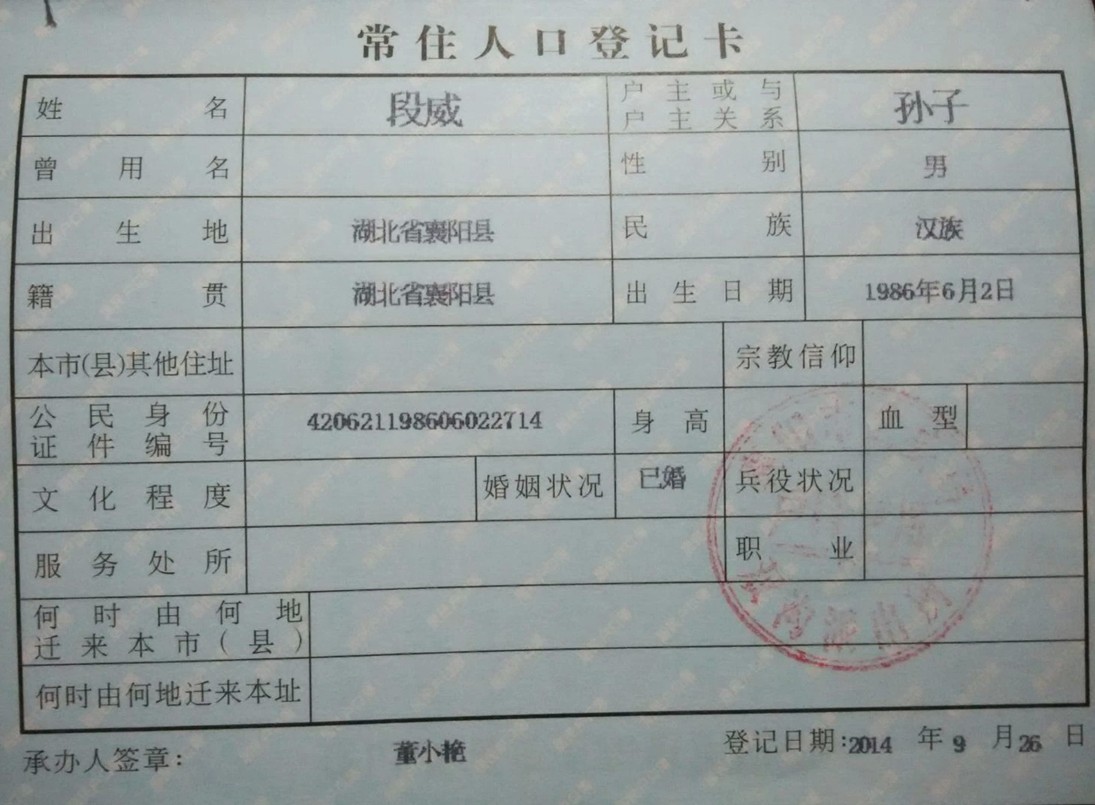 常住人口登记卡
姓名 段威 户主或与户主关系 孙子
曾用名 性别 男
出生地 湖北省襄阳县 民族 汉族
籍贯 湖北省襄阳县 出生日期 1986年6月2日
本市(县)其他住址 宗教信仰
公民身份证件编号 420621198606022714 身高 血型
文化程度 婚姻状况 已婚 兵役状况
服务处所 职业
何时由何地迁来本市(县)
何时由何地迁来本址
承办人签章: 董小艳 登记日期:2014年9月26日